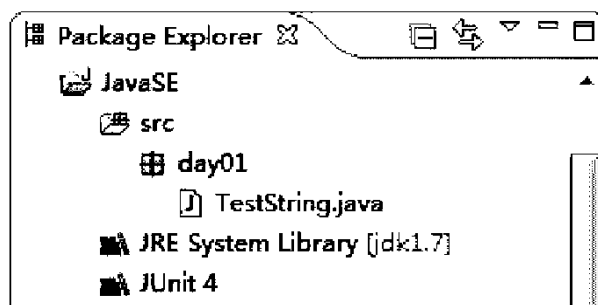 Package Explorer
JavaSE
src
day01
TestString.java
JRE System Library [jdk1.7]
JUnit 4